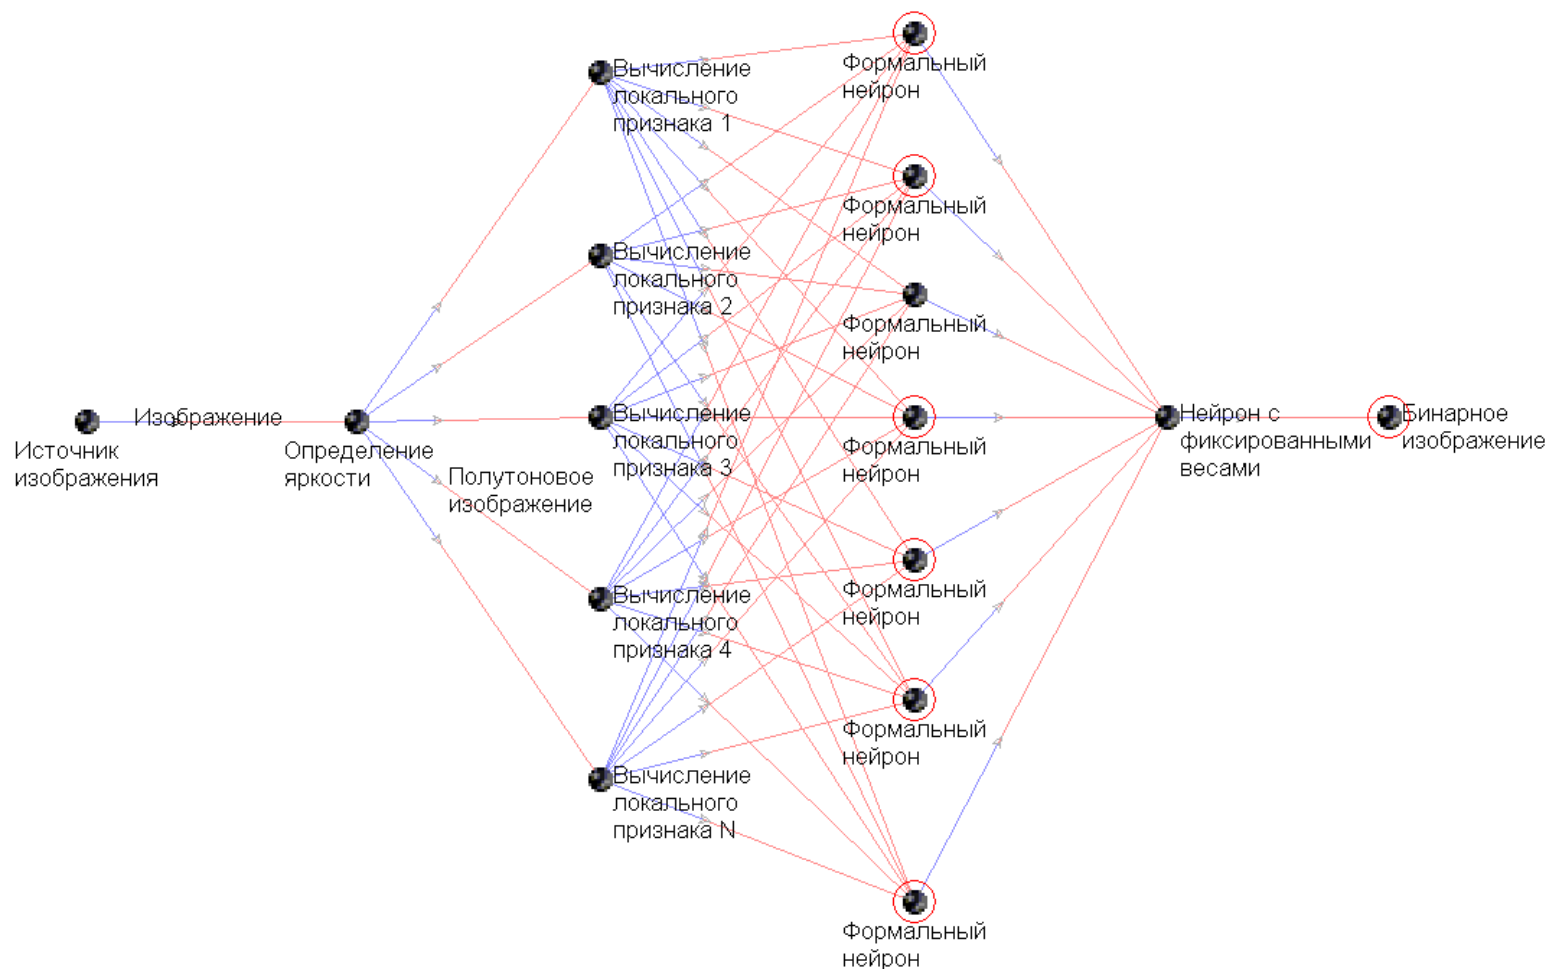 Источник
изображения
Изображение
Определение
яркости
Полутоновое
изображение
Вычисление
локального
признака 1
Вычисление
локального
признака 2
Вычисление
локального
признака 3
Вычисление
локального
признака 4
Вычисление
локального
признака N
Формальный
нейрон
Формальный
нейрон
Формальный
нейрон
Формальный
нейрон
Формальный
нейрон
Формальный
нейрон
Формальный
нейрон
Нейрон с
фиксированными
весами
Бинарное
изображение